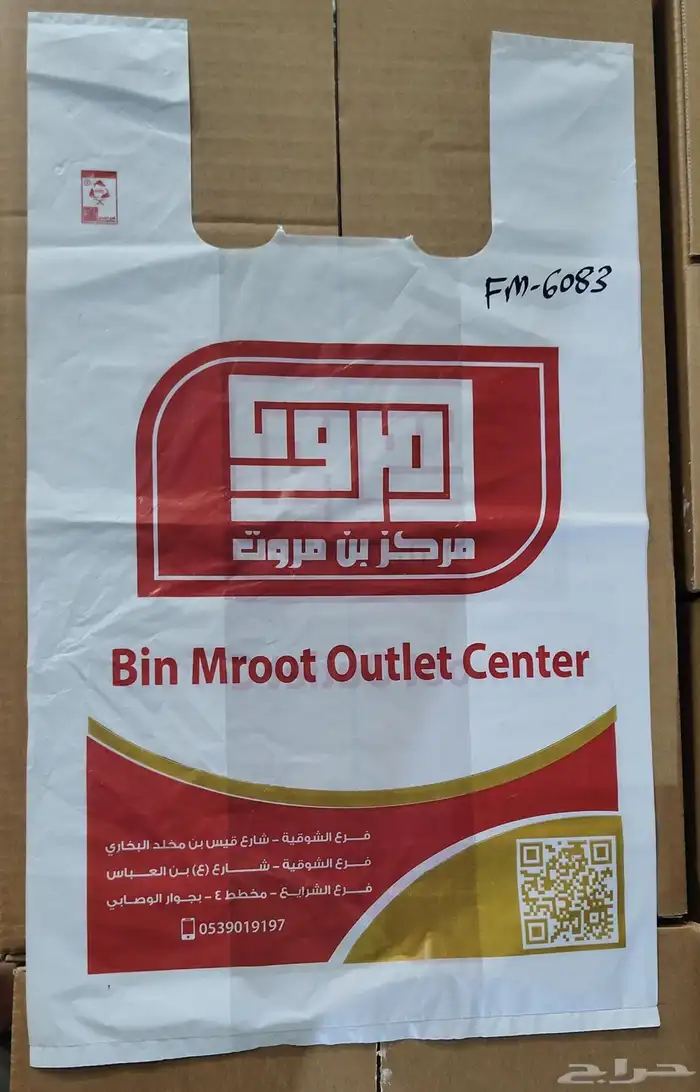 FM-6083
مركز بن مروت
Bin Mroot Outlet Center
فرع الشوقية - شارع قيس بن مخلد البخاري
فرع الشوقية - شارع (ع) بن العباس
فرع الشرايع - مخطط ٤ - بجوار الوصابي
0539019197
حراج